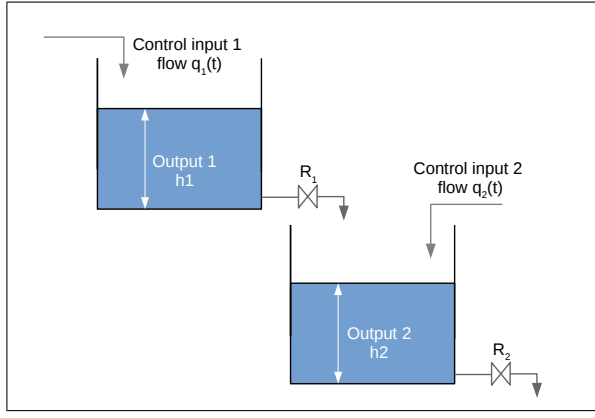 Control input 1
flow q₁(t)
Output 1
h1
R₁
Control input 2
flow q₂(t)
Output 2
h2
R₂